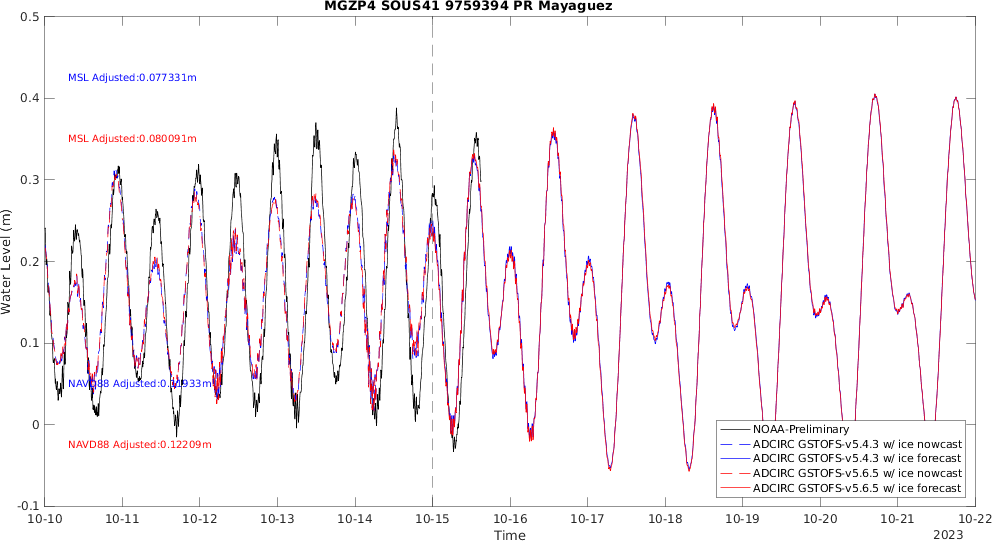 MGZP4 SOUS41 9759394 PR Mayaguez
0.5
0.4
0.3
0.2
0.1
0
-0.1
Water Level (m)
MSL Adjusted:0.077331m
MSL Adjusted:0.080091m
NAVD88 Adjusted:0.11933m
NAVD88 Adjusted:0.12209m
NOAA-Preliminary
ADCIRC GSTOFS-v5.4.3 w/ ice nowcast
ADCIRC GSTOFS-v5.4.3 w/ ice forecast
ADCIRC GSTOFS-v5.6.5 w/ ice nowcast
ADCIRC GSTOFS-v5.6.5 w/ ice forecast
10-10 10-11 10-12 10-13 10-14 10-15 10-16 10-17 10-18 10-19 10-20 10-21 10-22
Time
2023